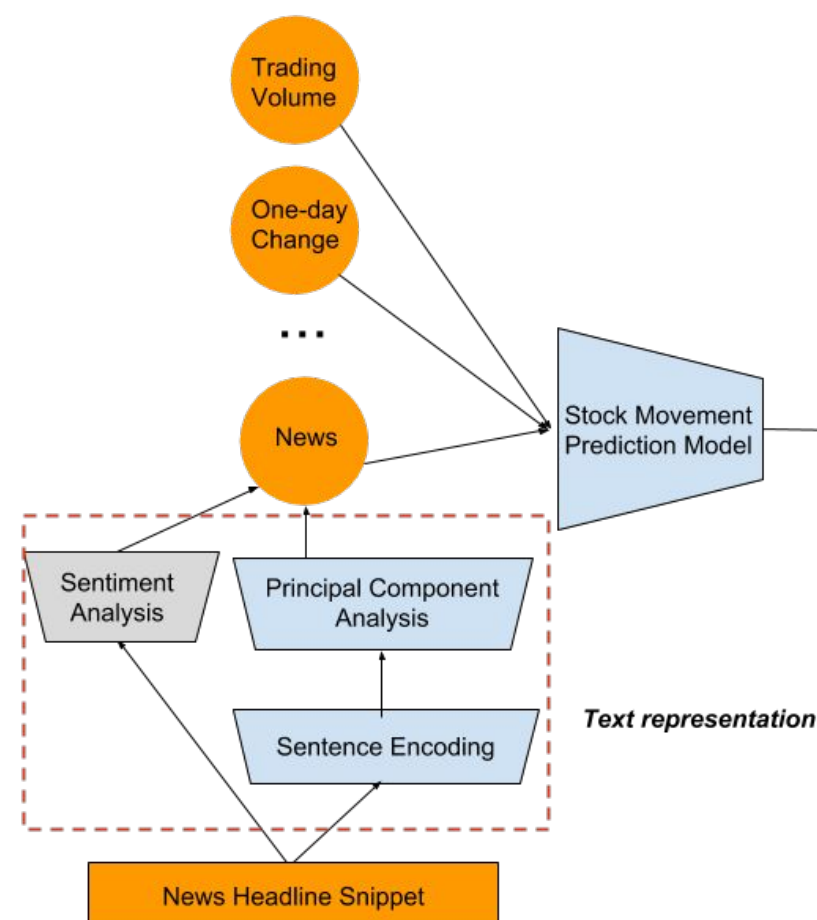 Trading
Volume
One-day
Change
...
News
Stock Movement
Prediction Model
Sentiment
Analysis
Principal Component
Analysis
Sentence Encoding
Text representation
News Headline Snippet